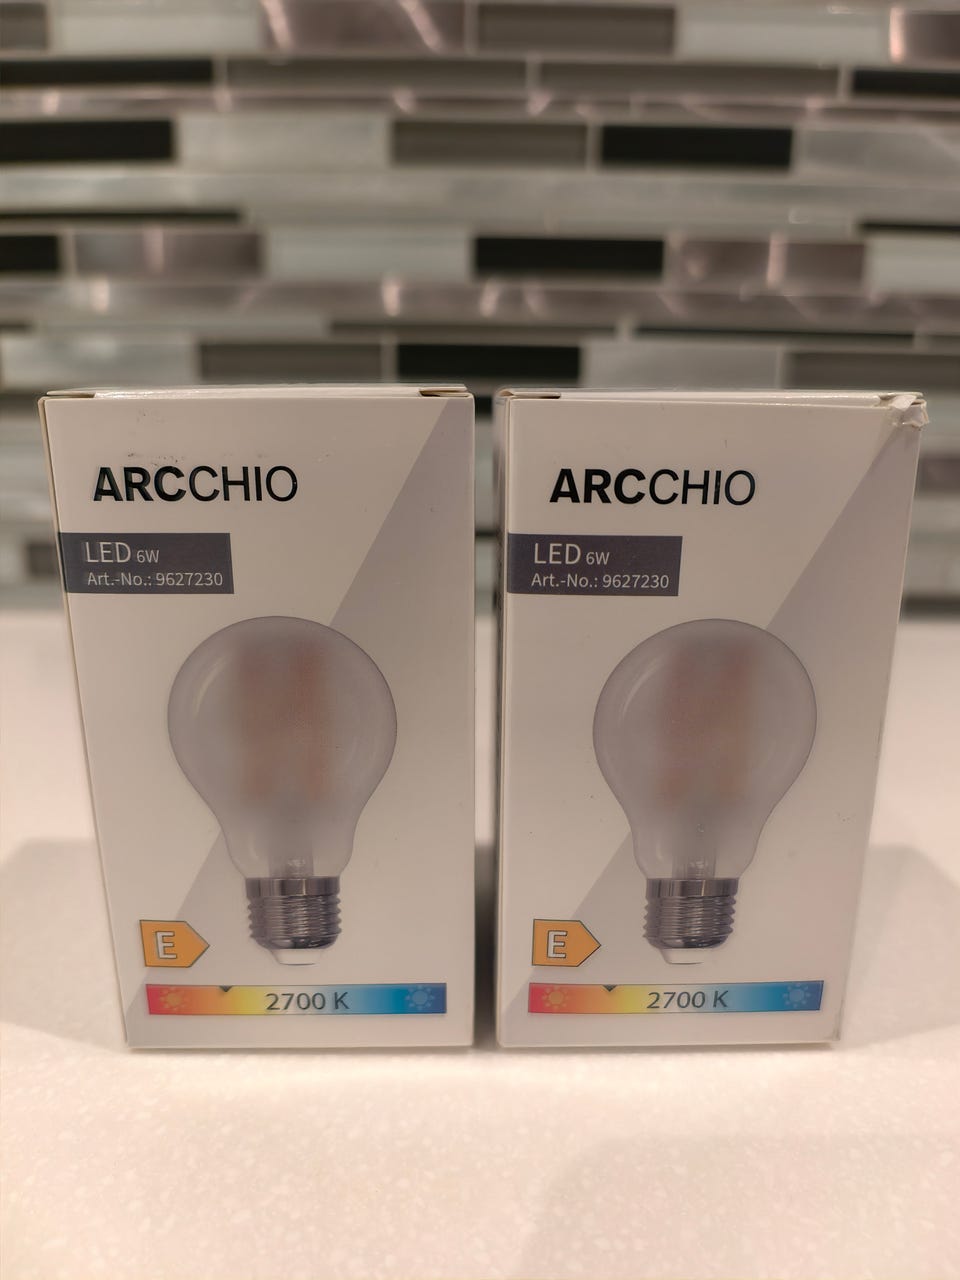 ARCCHIO
LED 6W
Art.-No.: 9627230
E
2700 K
ARCCHIO
LED 6W
Art.-No.: 9627230
E
2700 K